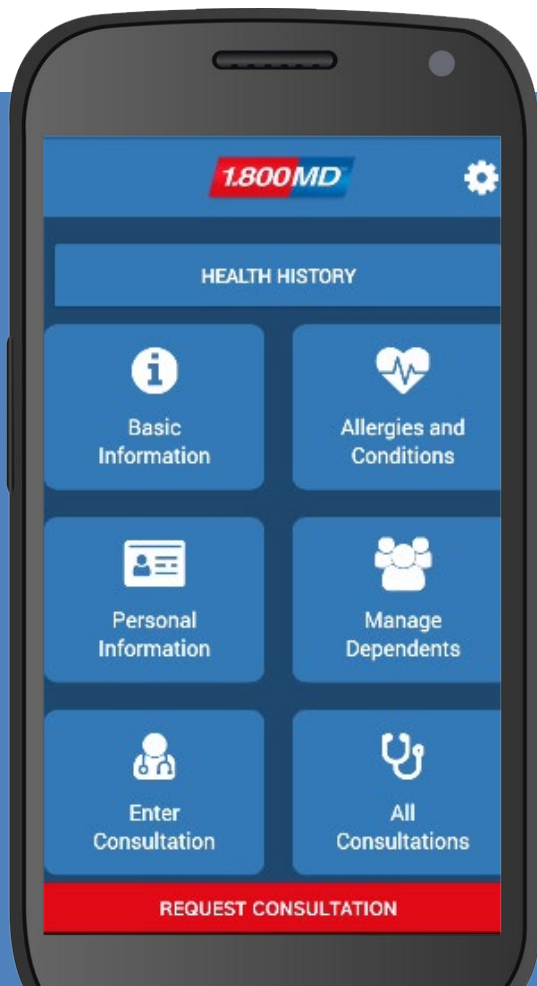 1.800MD
HEALTH HISTORY
Basic
Information
Allergies and
Conditions
Personal
Information
Manage
Dependents
Enter
Consultation
All
Consultations
REQUEST CONSULTATION